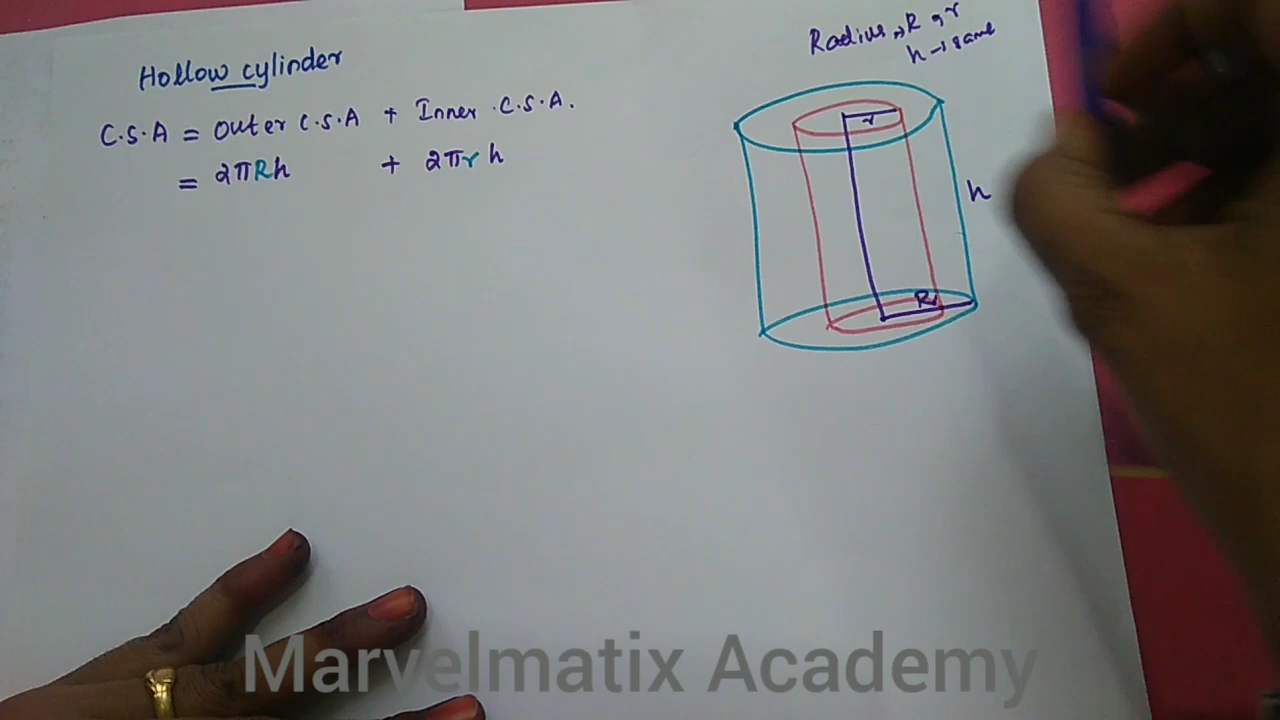 Hollow cylinder
C.S.A = Outer C.S.A + Inner C.S.A.
= 2πRh + 2πrh
Radius → R, r
h → same
r
h
R
Marvelmatix Academy